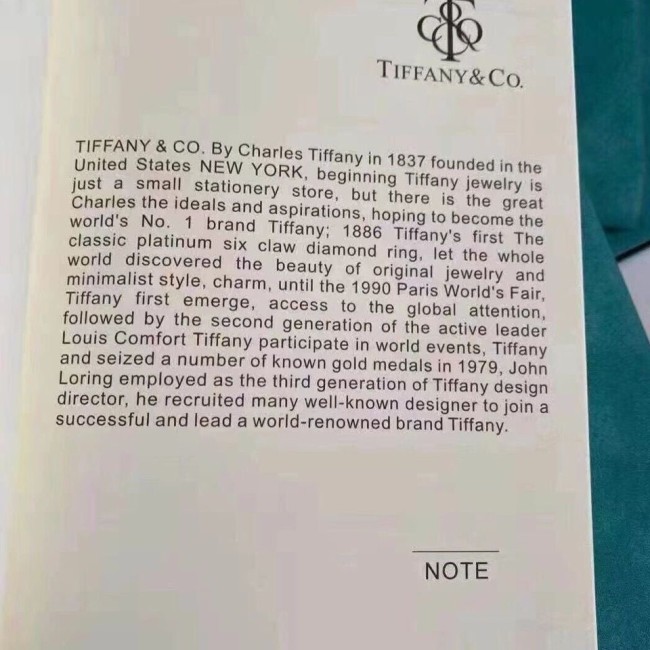 TIFFANY & CO.
TIFFANY & CO. By Charles Tiffany in 1837 founded in the
United States NEW YORK, beginning Tiffany jewelry is
just a small stationery store, but there is the great
Charles the ideals and aspirations, hoping to become the
world's No. 1 brand Tiffany; 1886 Tiffany's first The
classic platinum six claw diamond ring, let the whole
world discovered the beauty of original jewelry and
minimalist style, charm, until the 1990 Paris World's Fair,
Tiffany first emerge, access to the global attention,
followed by the second generation of the active leader
Louis Comfort Tiffany participate in world events, Tiffany
and seized a number of known gold medals in 1979, John
Loring employed as the third generation of Tiffany design
director, he recruited many well-known designer to join a
successful and lead a world-renowned brand Tiffany.
NOTE